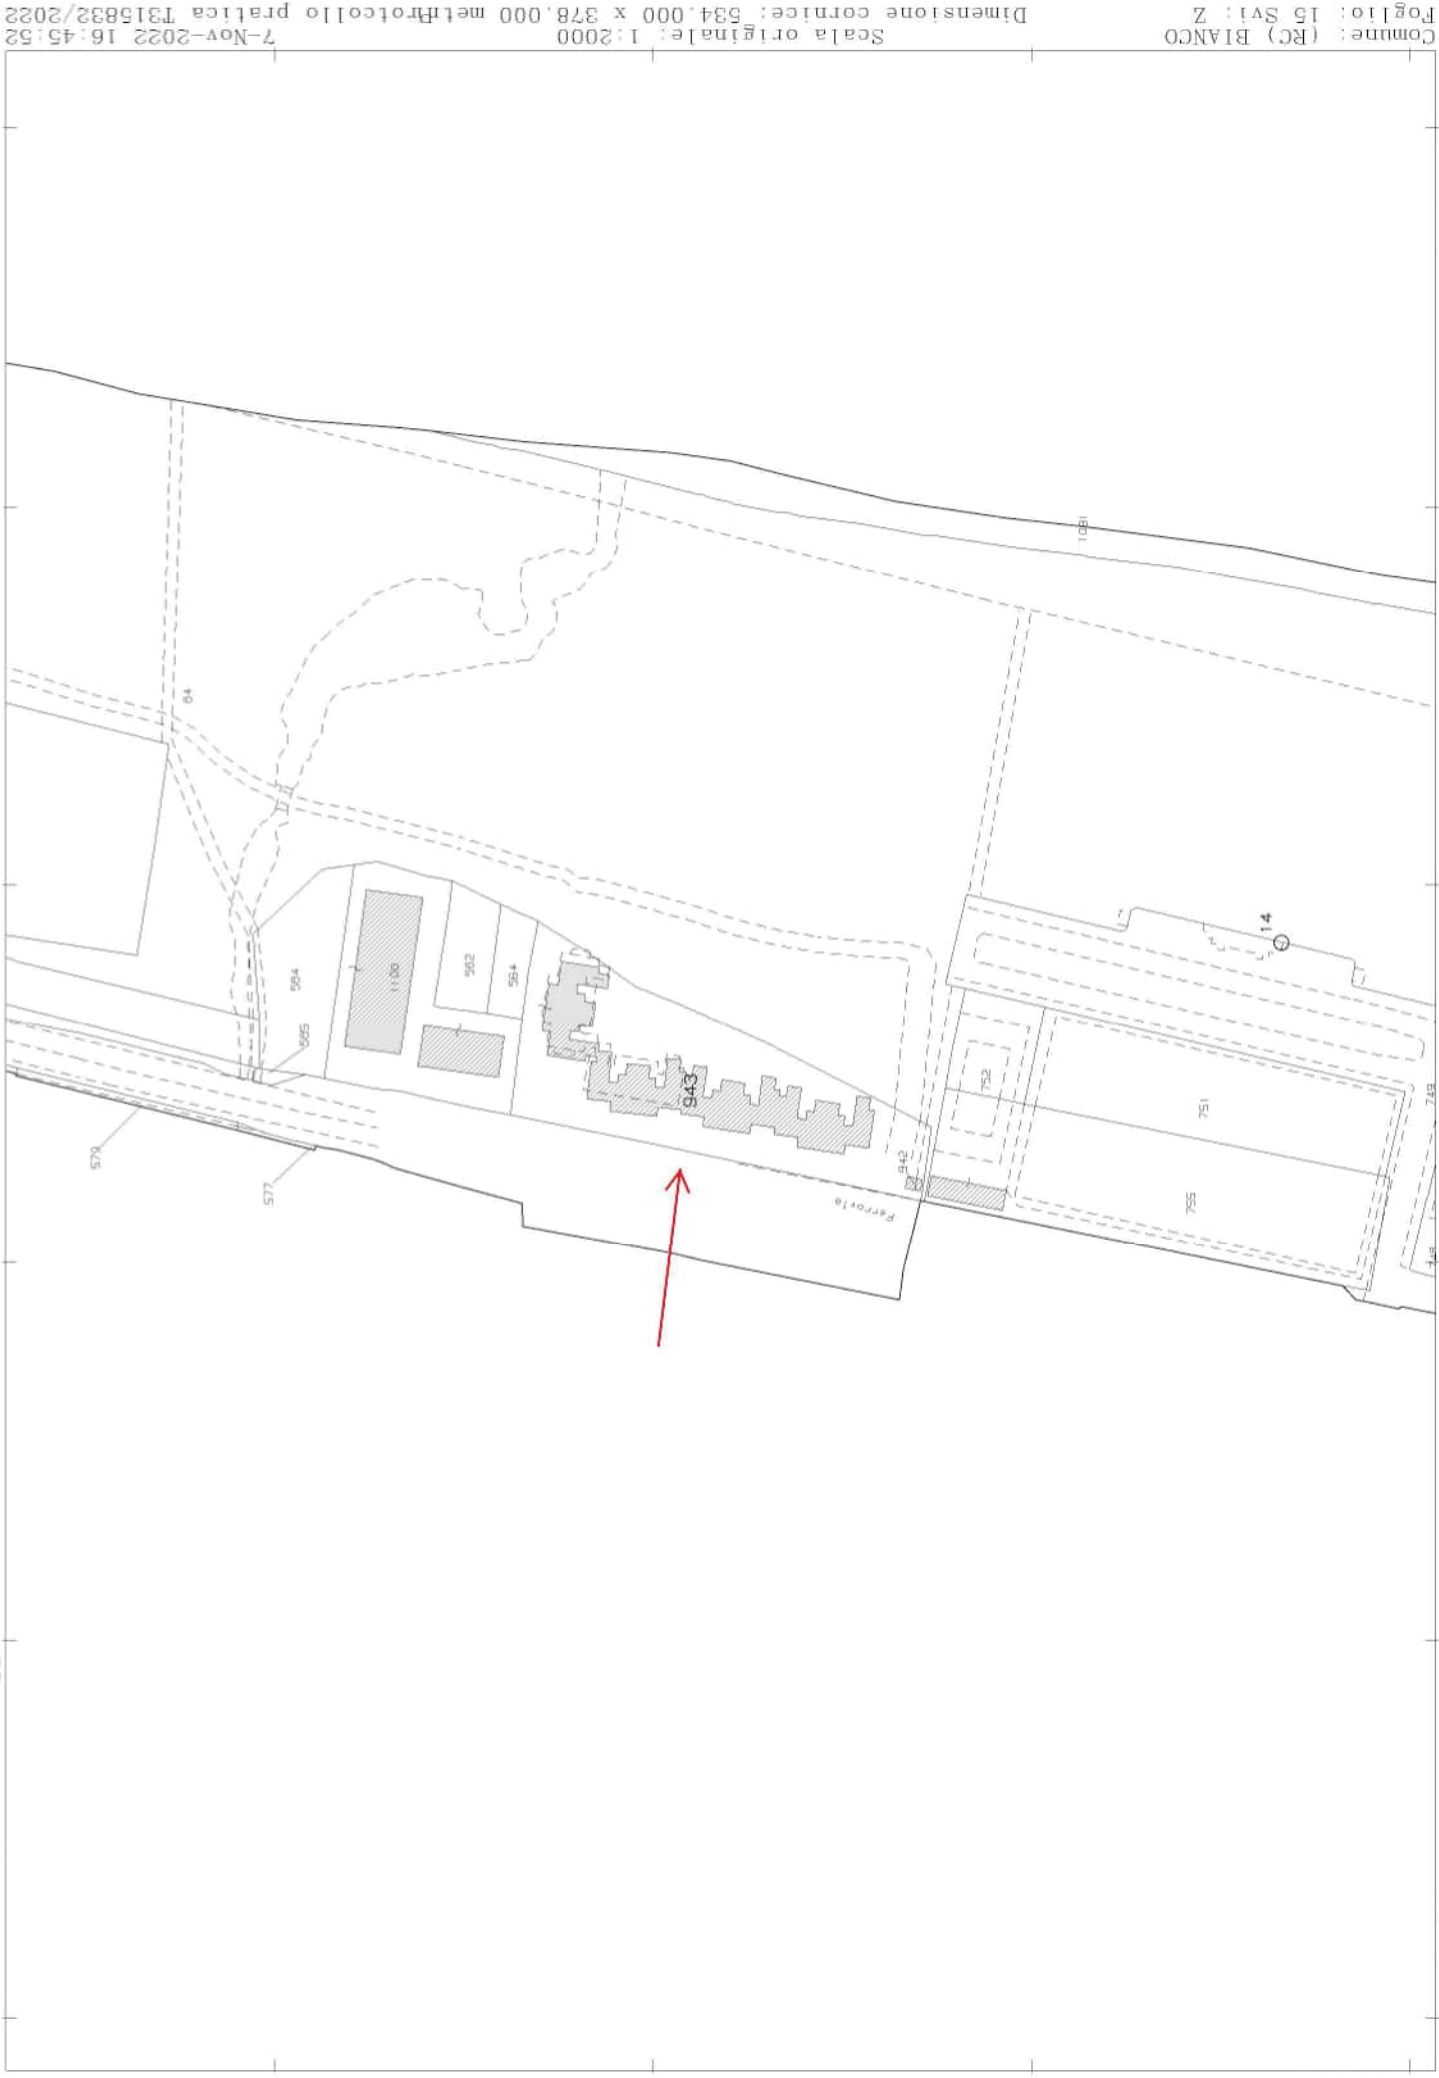 Comune: (RC) BIANCO
Foglio: 15 Svi: Z
Scala originale: 1:2000
Dimensione cornice: 534.000 x 378.000 metri
7-Nov-2022 16:45:52
Protocollo pratica T315832/2022
1081
84
14
584
1100
562
564
585
943
752
751
749
579
577
942
Ferrovia
755